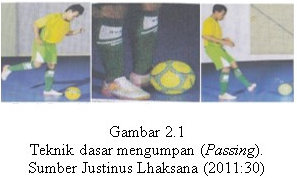 Gambar 2.1
Teknik dasar mengumpan (Passing).
Sumber Justinus Lhaksana (2011:30)